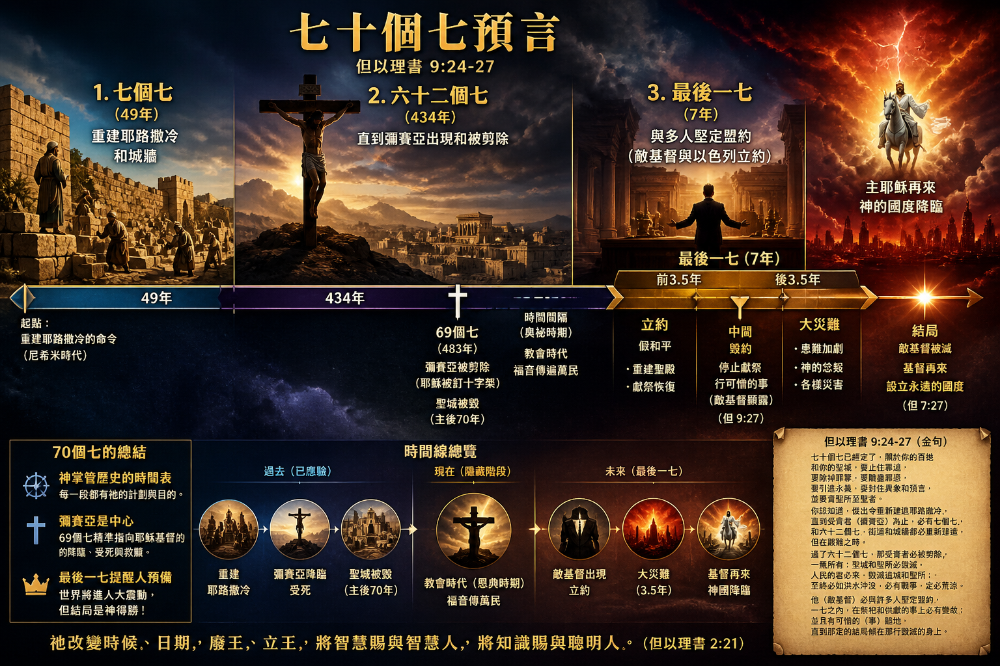 七十個七預言
但以理書 9:24-27
1. 七個七
(49年)
重建耶路撒冷
和城牆
2. 六十二個七
(434年)
直到彌賽亞出現和被剪除
3. 最後一七
(7年)
與多人堅定盟約
(敵基督與以色列立約)
主耶穌再來
神的國度降臨
最後一七 (7年)
前3.5年
後3.5年
49年
434年
起點：
重建耶路撒冷的命令
(尼希米時代)
69個七
(483年)
彌賽亞被剪除
(耶穌被釘十字架)
聖城被毀
(主後70年)
時間間隔
(奧祕時期)
教會時代
福音傳遍萬民
立約
假和平
·重建聖殿
·獻祭恢復
中間
毀約
停止獻祭
行可憎的事
(敵基督顯露)
(但 9:27)
大災難
·患難加劇
·神的忿
·各樣災害
結局
敵基督被滅
基督再來
設立永遠的國度
(但 7:27)
70個七的總結
神掌管歷史的時間表
每一段都有祂的計劃與目的。
彌賽亞是中心
69個七精準指向耶穌基督的
的降臨、受死與救贖。
最後一七提醒人預備
世界將進人大震動，
但結局是神得勝！
時間線總覽
過去（已應驗）
現在（隱藏階段）
未來（最後一七）
重建
耶路撒冷
彌賽亞降臨
受死
聖城被毀
(主後70年)
教會時代（恩典時期）
福音傳萬民
敵基督出現
立約
大災難
(3.5年)
基督再來
神國降臨
但以理書 9:24-27（金句）
七十個七已經定了，關於你的百
和你的聖城，要止住罪過，
要除掉罪孽，要贖盡罪惡，
要引進永義，要封住異象和預言，
並要膏聖所至聖者。
你該知道，從出令重新建造耶路撒冷，
直到受膏君（彌賽亞）為止，必有七個七，
和六十二個七．街道和城牆都必重新建造，
但在艱難之時。
過了六十二個七，那受膏者必被剪除，
一無所有；聖城和聖所必毀滅，
人民的君必來，毀滅這城和聖所；
至終必如洪水沖沒，必有戰事，定必荒涼。
他（敵基督）必與許多人堅定盟約，
一七之內，在祭祀和供獻的事上必有變故；
並且有可憎的（事）地，
直到那定的結局傾在那行毀滅的身上。
祂改變時候、日期，廢王、立王，將智慧賜與智慧人，將知識賜與聰明人。（但以理書 2:21）